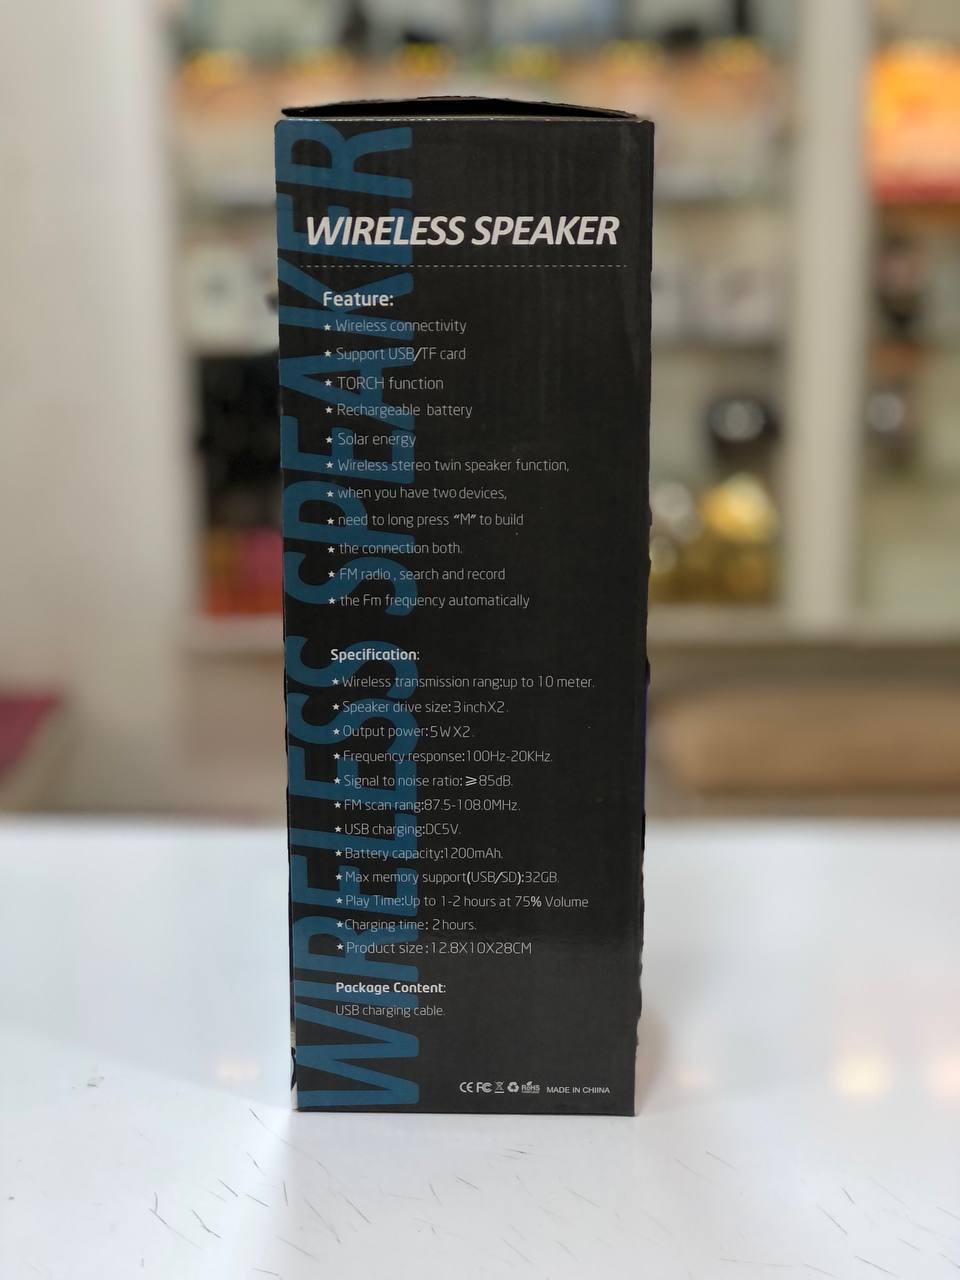 WIRELESS SPEAKER
WIRELESS SPEAKER
Feature:
★ Wireless connectivity
★ Support USB/TF card
★ TORCH function
★ Rechargeable battery
★ Solar energy
★ Wireless stereo twin speaker function,
★ when you have two devices,
★ need to long press “M” to build
★ the connection both.
★ FM radio , search and record
★ the Fm frequency automatically
Specification:
★ Wireless transmission rang:up to 10 meter.
★ Speaker drive size: 3 inchX2.
★ Output power:5WX2.
★ Frequency response:100Hz-20KHz.
★ Signal to noise ratio: ⩾85dB.
★ FM scan rang:87.5-108.0MHz.
★ USB charging:DC5V.
★ Battery capacity:1200mAh.
★ Max memory support(USB/SD):32GB.
★ Play Time:Up to 1-2 hours at 75% Volume
★ Charging time: 2 hours.
★ Product size :12.8X10X28CM
Package Content:
USB charging cable.
CE FC RoHS MADE IN CHIINA